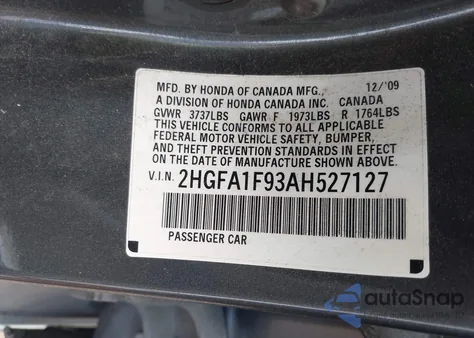 MFD. BY HONDA OF CANADA MFG., 12/'09
A DIVISION OF HONDA CANADA INC. CANADA
GVWR 3737LBS GAWR F 1973LBS R 1764LBS
THIS VEHICLE CONFORMS TO ALL APPLICABLE
FEDERAL MOTOR VEHICLE SAFETY, BUMPER,
AND THEFT PREVENTION STANDARDS IN EFFECT
ON THE DATE OF MANUFACTURE SHOWN ABOVE.
V.I.N. 2HGFA1F93AH527127
PASSENGER CAR
autoSnap